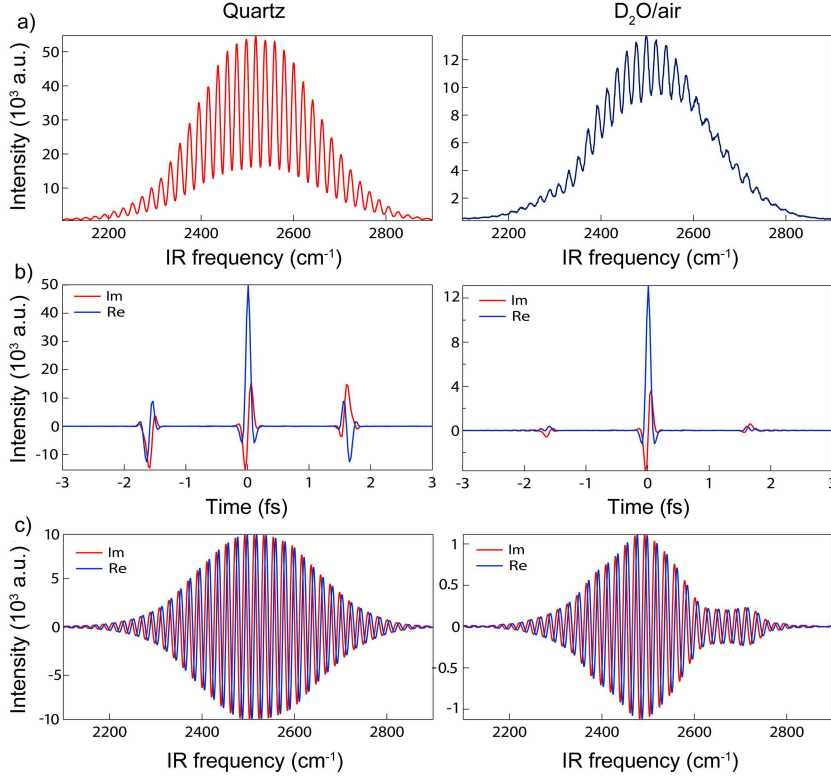 Quartz
D₂O/air
a)
Intensity (10³ a.u.)
50
40
30
20
10
2200 2400 2600 2800
IR frequency (cm⁻¹)
12
10
8
6
4
2
2200 2400 2600 2800
IR frequency (cm⁻¹)
b)
Intensity (10³ a.u.)
50
40
30
20
10
0
-10
Im
Re
-3 -2 -1 0 1 2 3
Time (fs)
12
8
4
0
Im
Re
-3 -2 -1 0 1 2 3
Time (fs)
c)
Intensity (10³ a.u.)
10
5
0
-5
-10
Im
Re
2200 2400 2600 2800
IR frequency (cm⁻¹)
1
0.5
0
-0.5
-1
Im
Re
2200 2400 2600 2800
IR frequency (cm⁻¹)